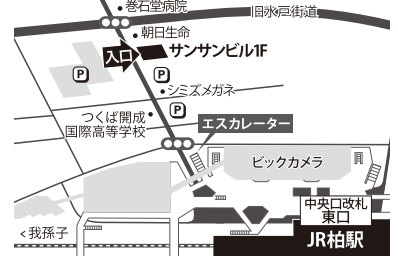 巻石堂病院
旧水戸街道
朝日生命
入口
サンサンビル1F
P
P
シミズメガネ
P
つくば開成
国際高等学校
エスカレーター
ビックカメラ
中央口改札
東口
< 我孫子
JR柏駅